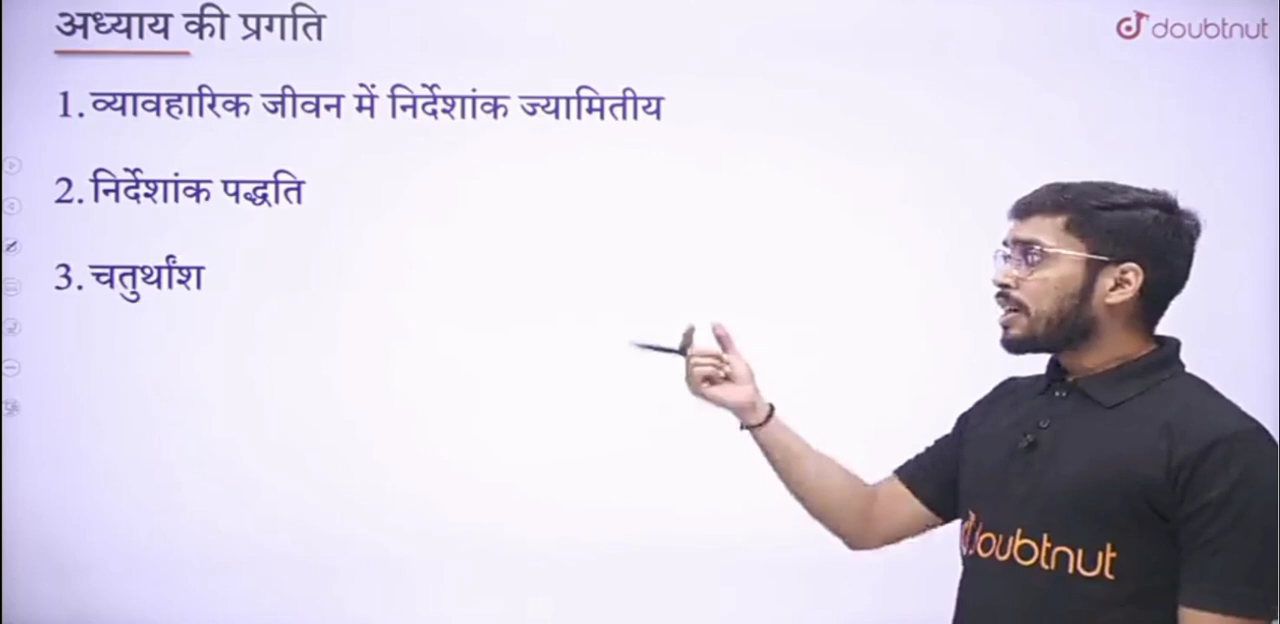 अध्याय की प्रगति
doubtnut
1. व्यावहारिक जीवन में निर्देशांक ज्यामितीय
2. निर्देशांक पद्धति
3. चतुर्थांश
doubtnut